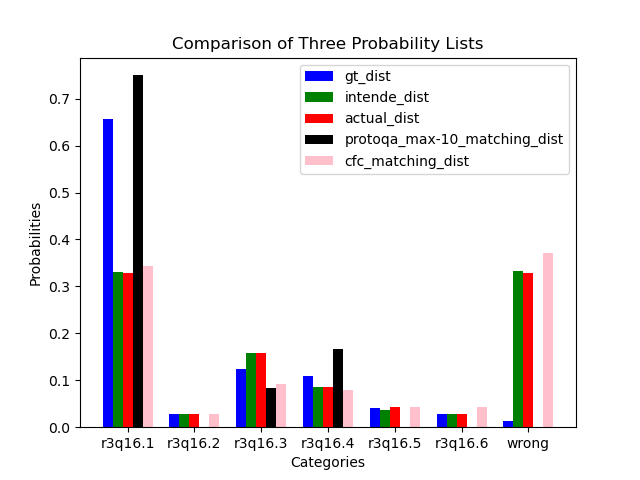 Comparison of Three Probability Lists
gt_dist
intende_dist
actual_dist
protoqa_max-10_matching_dist
cfc_matching_dist
Probabilities
0.7
0.6
0.5
0.4
0.3
0.2
0.1
0.0
r3q16.1 r3q16.2 r3q16.3 r3q16.4 r3q16.5 r3q16.6 wrong
Categories